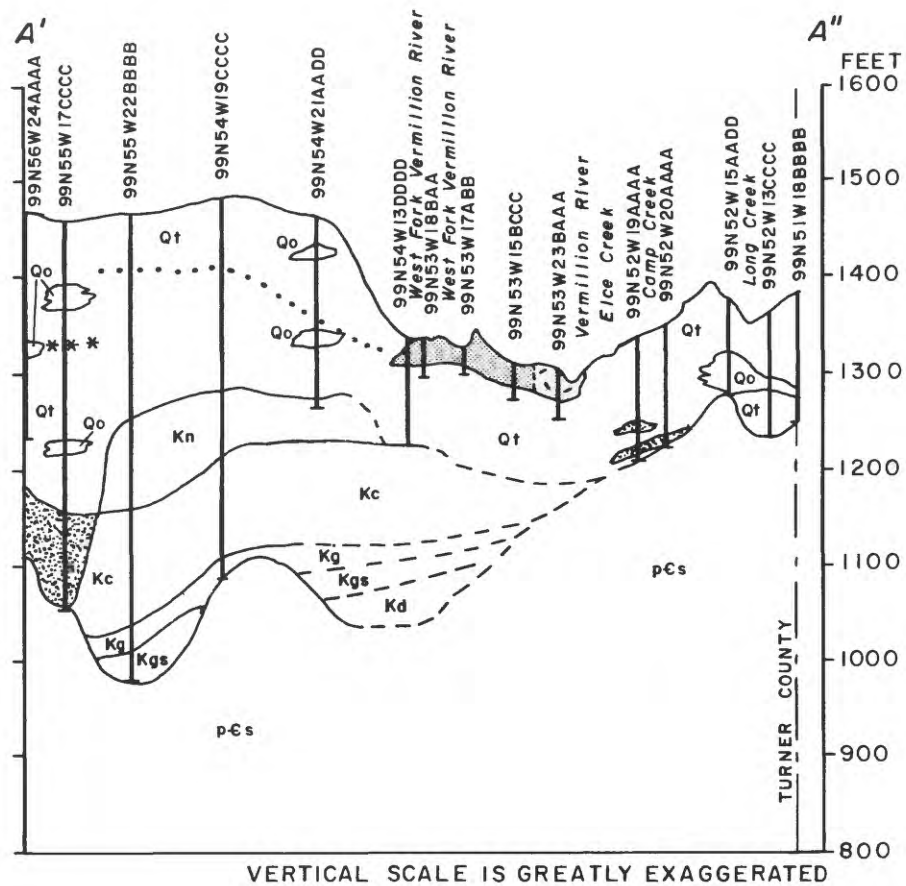 A'
A"
FEET
99N56W24AAAA
99N55W17CCCC
99N55W22BBBB
99N54W19CCCC
99N54W21AADD
99N54W13DDDD
West Fork Vermillion River
99N53W18BAA
West Fork Vermillion River
99N53W17ABB
99N53W15BCCC
99N53W23BAAA
Vermillion River
Elce Creek
99N52W19AAAA
Camp Creek
99N52W20AAAA
99N52W15AADD
Long Creek
99N52W13CCCC
99N51W18BBBB
1600
1500
1400
1300
1200
1100
1000
900
800
Qt
Qo
Qo
Qo
Qt
Qo
Qt
Qo
Qt
Qo
Kn
Qt
Kc
Kc
Kg
Kgs
Kd
Kg
Kgs
p-Єs
p-Єs
TURNER COUNTY
VERTICAL SCALE IS GREATLY EXAGGERATED